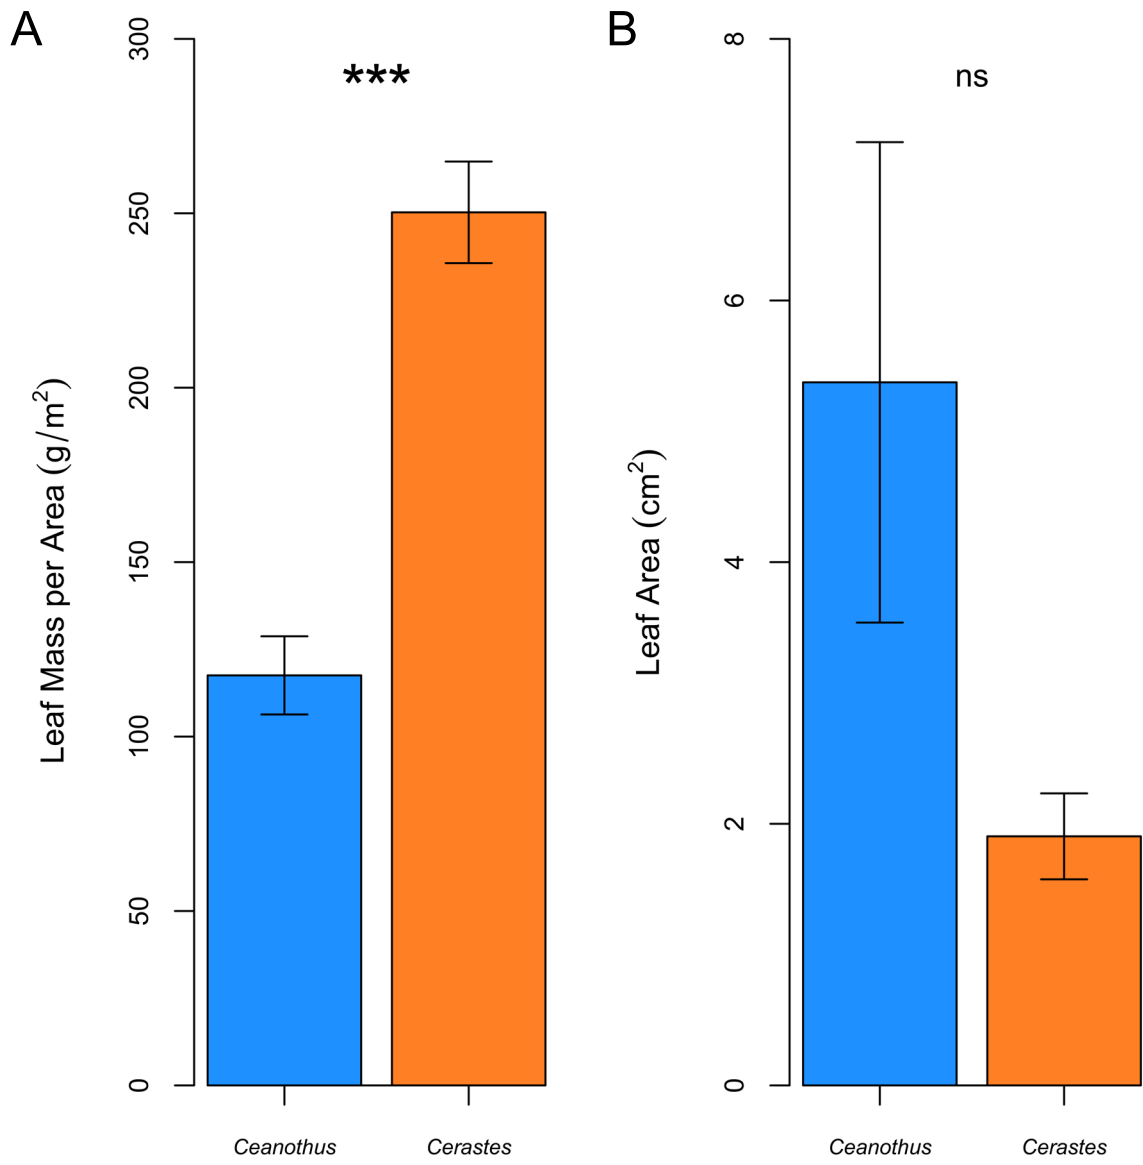 A
Leaf Mass per Area (g/m²)
300
250
200
150
100
50
0
***
Ceanothus
Cerastes
B
Leaf Area (cm²)
8
6
4
2
0
ns
Ceanothus
Cerastes